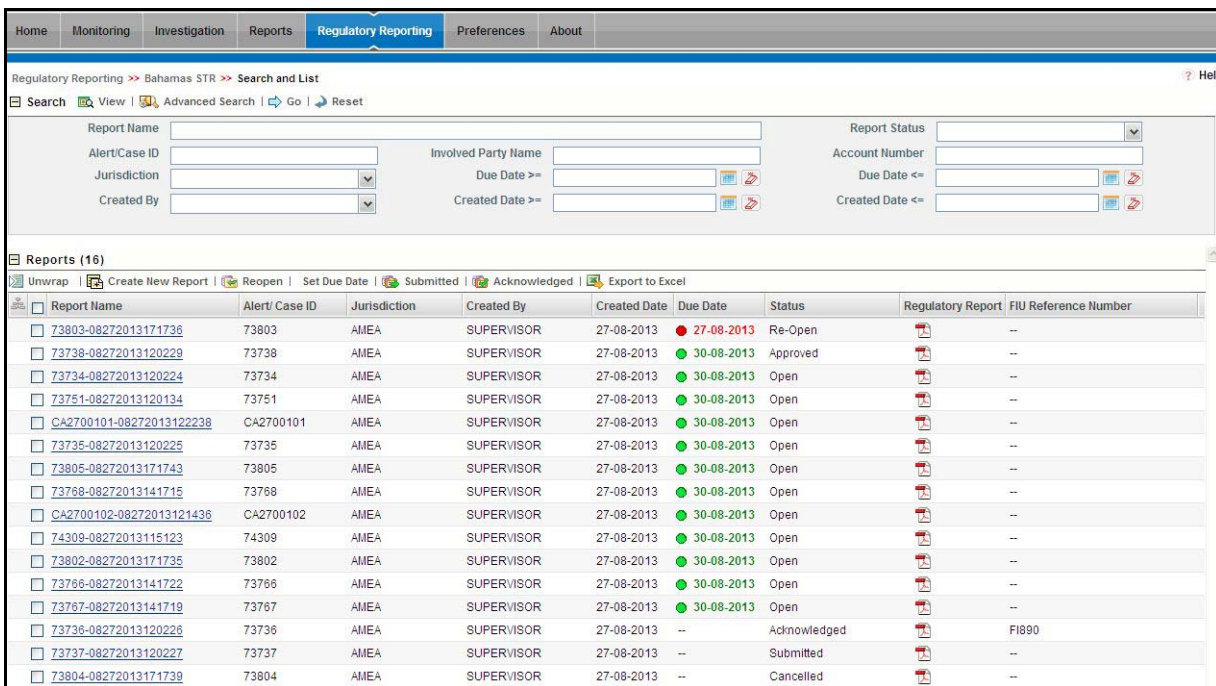 Home Monitoring Investigation Reports Regulatory Reporting Preferences About
Regulatory Reporting >> Bahamas STR >> Search and List ? Hel
Search View | Advanced Search | Go | Reset
Report Name Report Status
Alert/Case ID Involved Party Name Account Number
Jurisdiction Due Date >= Due Date <=
Created By Created Date >= Created Date <=
Reports (16)
Unwrap | Create New Report | Reopen | Set Due Date | Submitted | Acknowledged | Export to Excel
Report Name Alert/ Case ID Jurisdiction Created By Created Date Due Date Status Regulatory Report FIU Reference Number
73803-08272013171736 73803 AMEA SUPERVISOR 27-08-2013 27-08-2013 Re-Open --
73738-08272013120229 73738 AMEA SUPERVISOR 27-08-2013 30-08-2013 Approved --
73734-08272013120224 73734 AMEA SUPERVISOR 27-08-2013 30-08-2013 Open --
73751-08272013120134 73751 AMEA SUPERVISOR 27-08-2013 30-08-2013 Open --
CA2700101-08272013122238 CA2700101 AMEA SUPERVISOR 27-08-2013 30-08-2013 Open --
73735-08272013120225 73735 AMEA SUPERVISOR 27-08-2013 30-08-2013 Open --
73805-08272013171743 73805 AMEA SUPERVISOR 27-08-2013 30-08-2013 Open --
73768-08272013141715 73768 AMEA SUPERVISOR 27-08-2013 30-08-2013 Open --
CA2700102-08272013121436 CA2700102 AMEA SUPERVISOR 27-08-2013 30-08-2013 Open --
74309-08272013115123 74309 AMEA SUPERVISOR 27-08-2013 30-08-2013 Open --
73802-08272013171735 73802 AMEA SUPERVISOR 27-08-2013 30-08-2013 Open --
73766-08272013141722 73766 AMEA SUPERVISOR 27-08-2013 30-08-2013 Open --
73767-08272013141719 73767 AMEA SUPERVISOR 27-08-2013 30-08-2013 Open --
73736-08272013120226 73736 AMEA SUPERVISOR 27-08-2013 -- Acknowledged FI890
73737-08272013120227 73737 AMEA SUPERVISOR 27-08-2013 -- Submitted --
73804-08272013171739 73804 AMEA SUPERVISOR 27-08-2013 -- Cancelled --